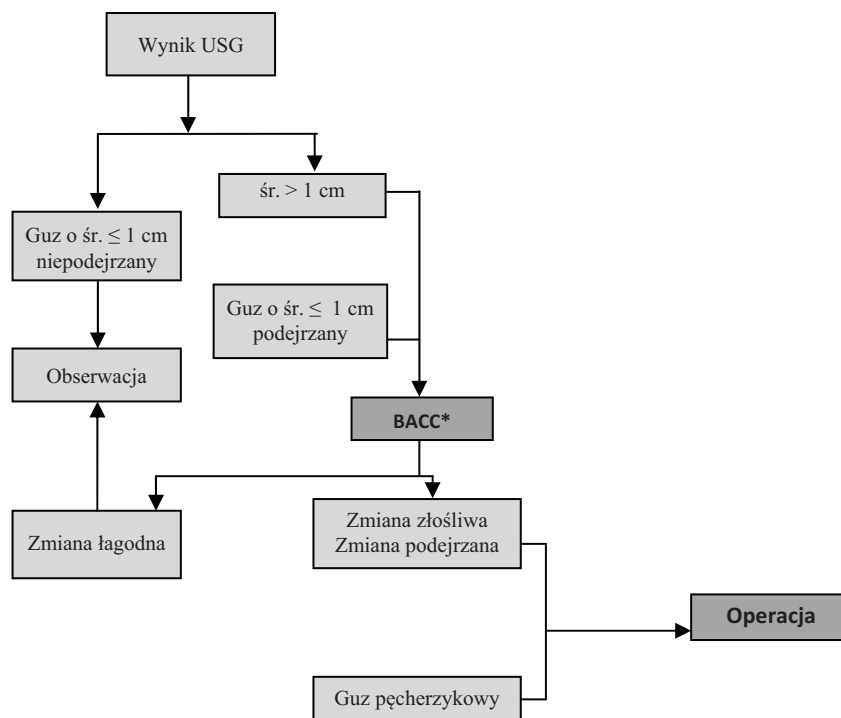 Wynik USG
śr. > 1 cm
Guz o śr. ≤ 1 cm
niepodejrzany
Guz o śr. ≤ 1 cm
podejrzany
Obserwacja
BACC*
Zmiana łagodna
Zmiana złośliwa
Zmiana podejrzana
Operacja
Guz pęcherzykowy